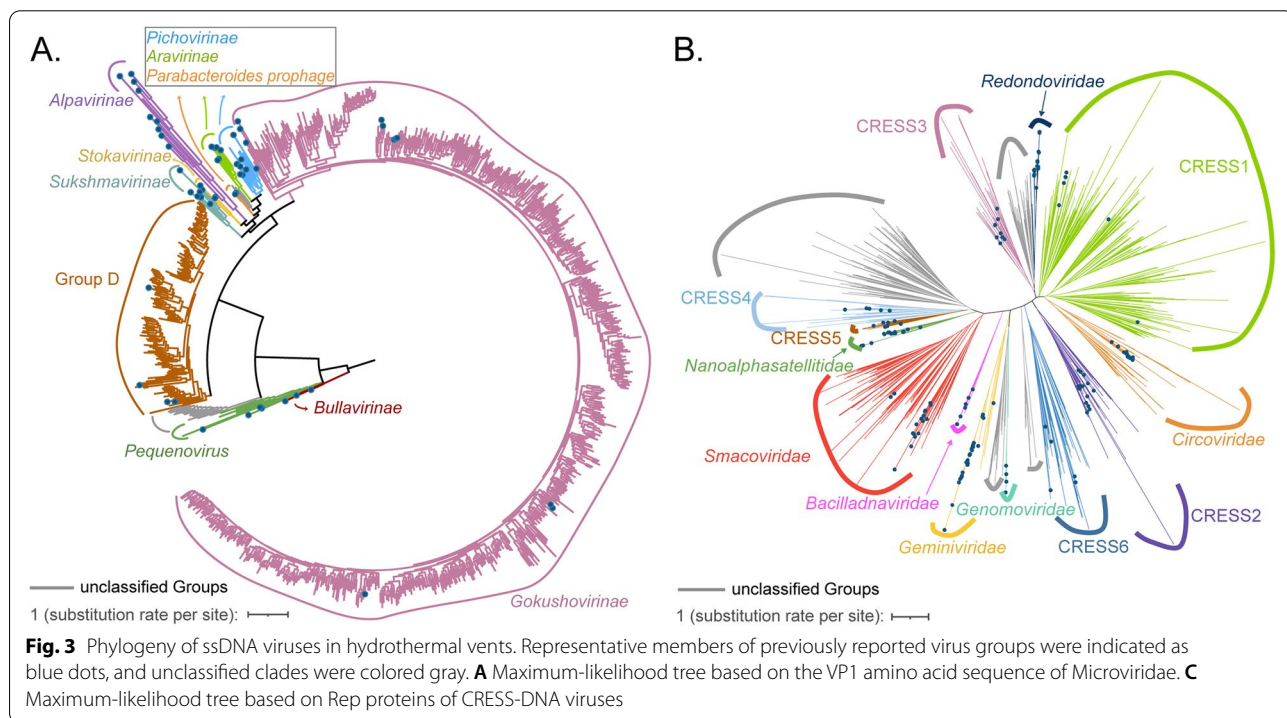 A.
Pichovirinae
Aravirinae
Parabacteroides prophage
Alpavirinae
Stokavirinae
Sukshmavirinae
Group D
Pequenovirus
Bullavirinae
Gokushovirinae
unclassified Groups
1 (substitution rate per site):
B.
Redondoviridae
CRESS3
CRESS1
CRESS4
CRESS5
Nanoalphasatellitidae
Smacoviridae
Bacilladnaviridae
Geminiviridae
Genomoviridae
CRESS6
CRESS2
Circoviridae
unclassified Groups
1 (substitution rate per site):
Fig. 3 Phylogeny of ssDNA viruses in hydrothermal vents. Representative members of previously reported virus groups were indicated as
blue dots, and unclassified clades were colored gray. A Maximum-likelihood tree based on the VP1 amino acid sequence of Microviridae. C
Maximum-likelihood tree based on Rep proteins of CRESS-DNA viruses